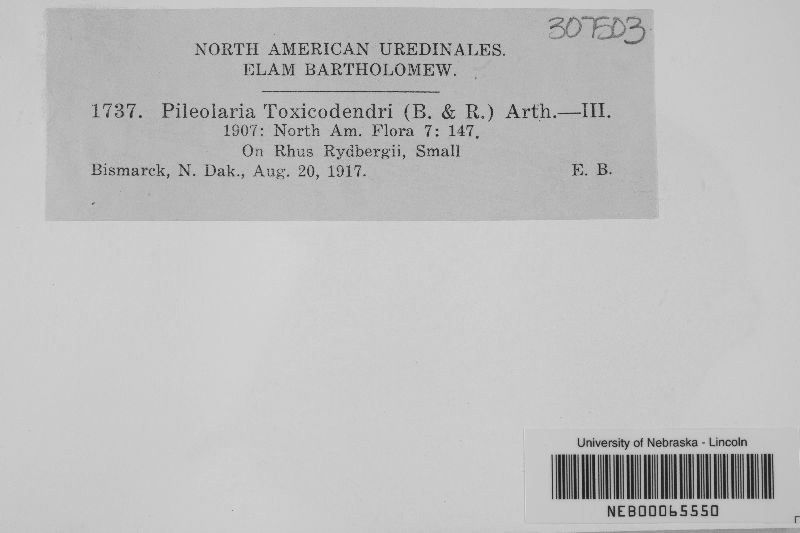 307503
NORTH AMERICAN UREDINALES.
ELAM BARTHOLOMEW.
1737. Pileolaria Toxicodendri (B. & R.) Arth.—III.
1907: North Am. Flora 7: 147.
On Rhus Rydbergii, Small
Bismarck, N. Dak., Aug. 20, 1917. E. B.
University of Nebraska - Lincoln
NEB00065550